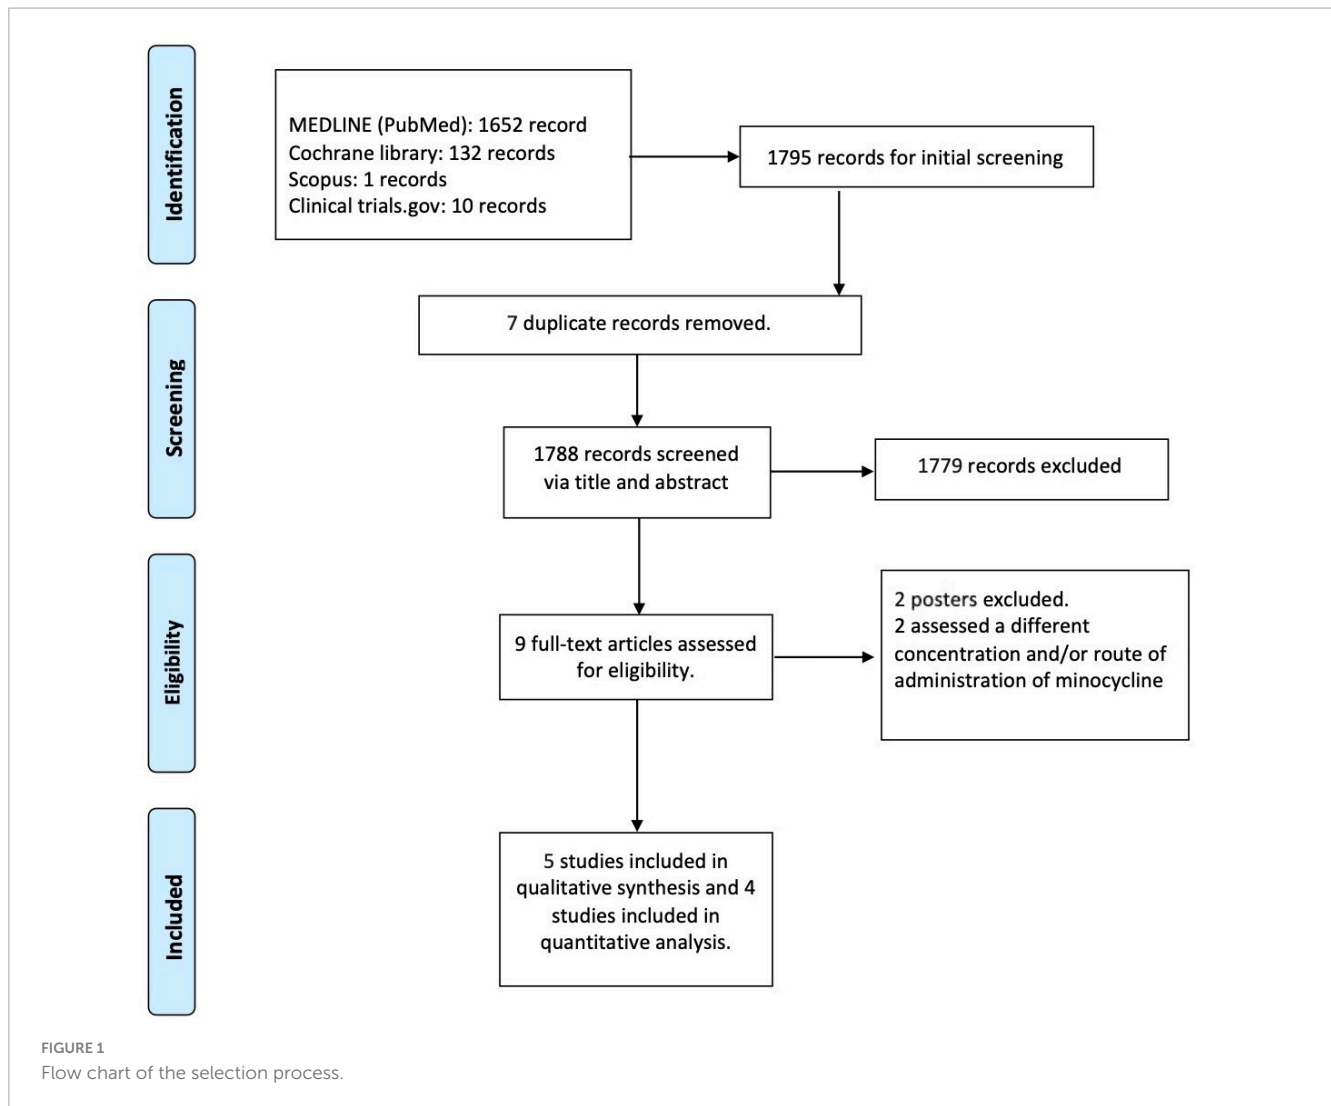 Identification
MEDLINE (PubMed): 1652 record
Cochrane library: 132 records
Scopus: 1 records
Clinical trials.gov: 10 records
1795 records for initial screening
Screening
7 duplicate records removed.
1788 records screened
via title and abstract
1779 records excluded
Eligibility
9 full-text articles assessed
for eligibility.
2 posters excluded.
2 assessed a different
concentration and/or route of
administration of minocycline
Included
5 studies included in
qualitative synthesis and 4
studies included in
quantitative analysis.
FIGURE 1
Flow chart of the selection process.